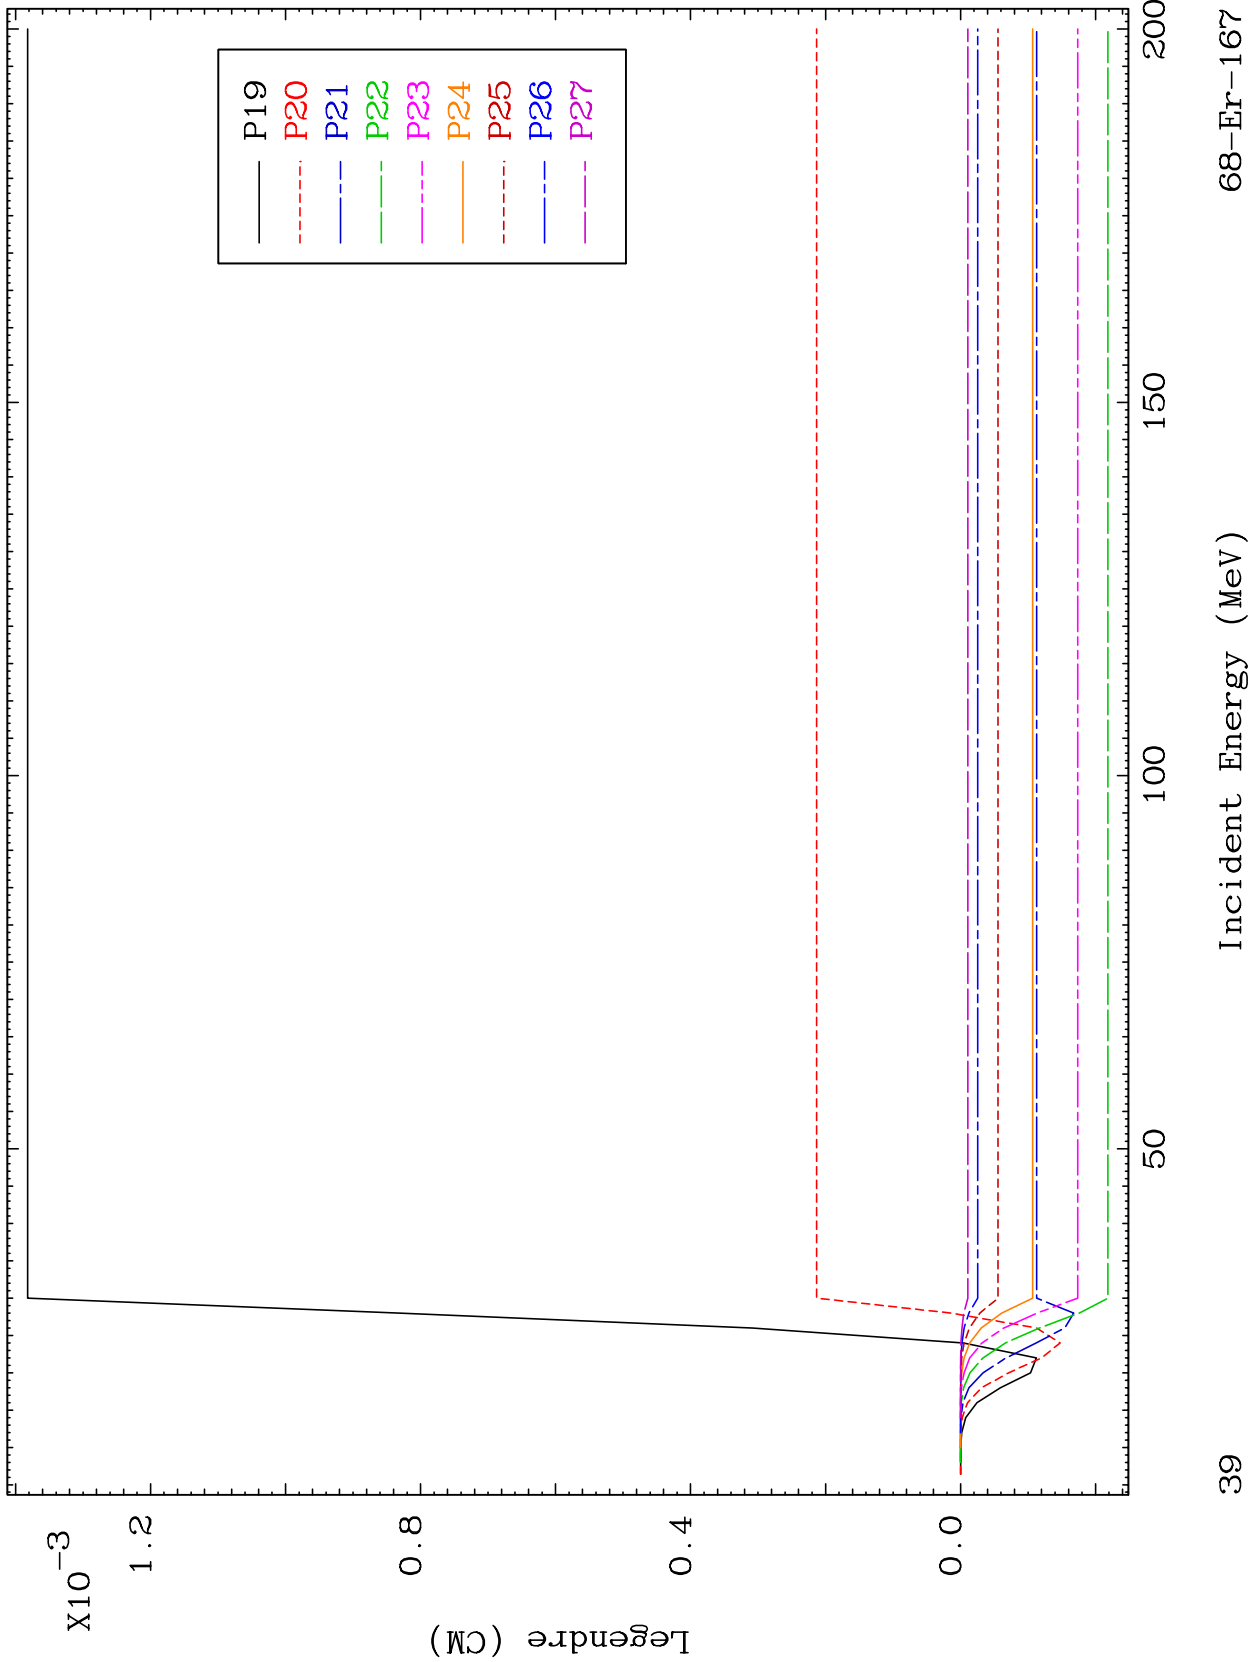 X10-3
1.2
0.8
0.4
0.0
Legendre (CM)
P19
P20
P21
P22
P23
P24
P25
P26
P27
50
100
150
200
Incident Energy (MeV)
39
68-Er-167